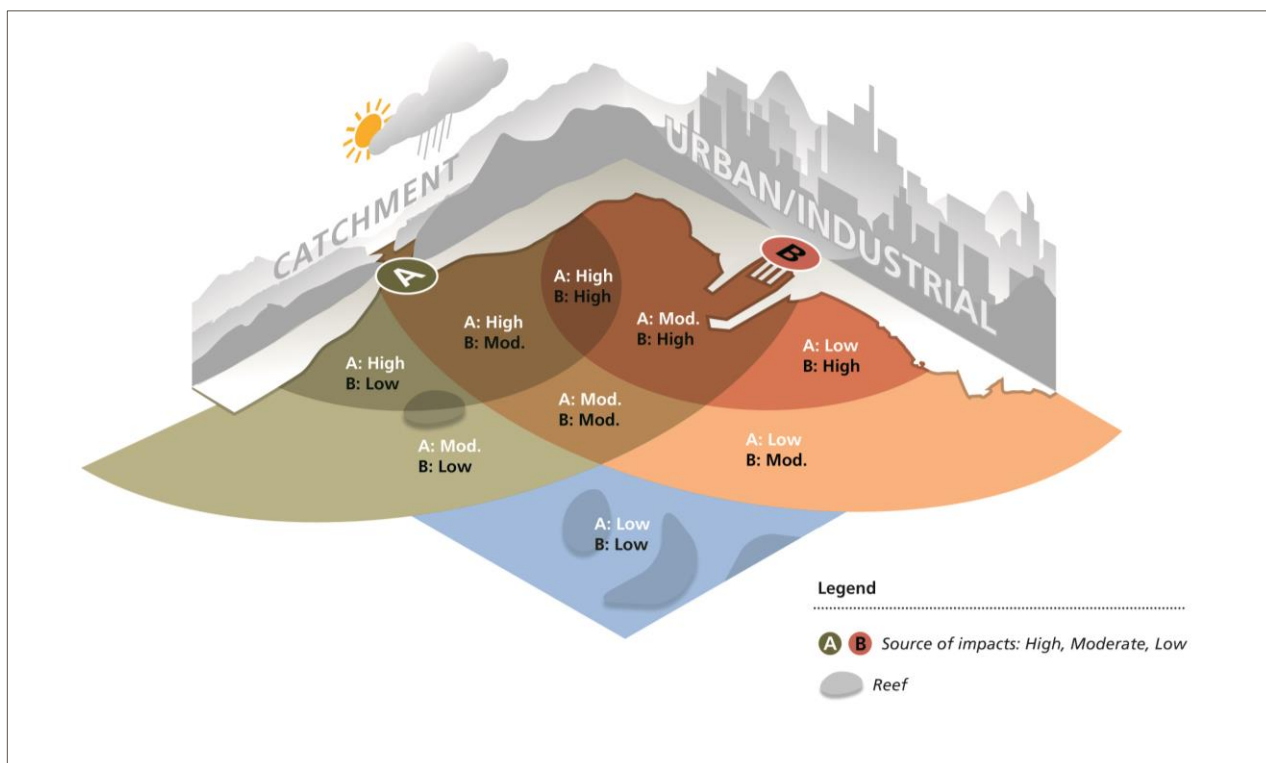 CATCHMENT
URBAN/INDUSTRIAL
A
B
A: High
B: High
A: High
B: Mod.
A: Mod.
B: High
A: Low
B: High
A: High
B: Low
A: Mod.
B: Mod.
A: Mod.
B: Low
A: Low
B: Mod.
A: Low
B: Low
Legend
A B Source of impacts: High, Moderate, Low
Reef